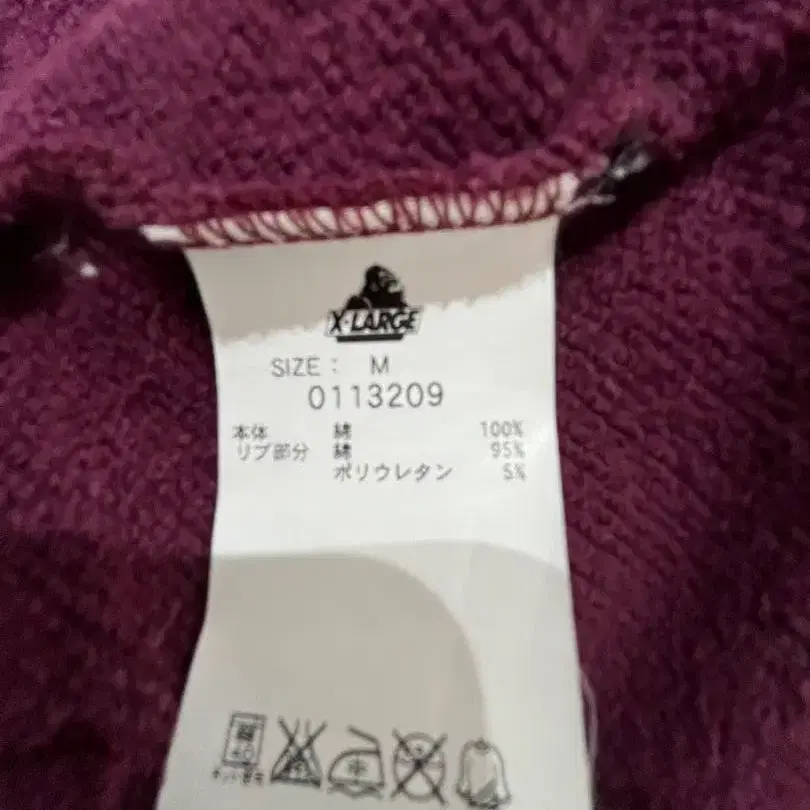 X-LARGE
SIZE : M
0113209
本体 綿 100%
リブ部分 綿 95%
ポリウレタン 5%